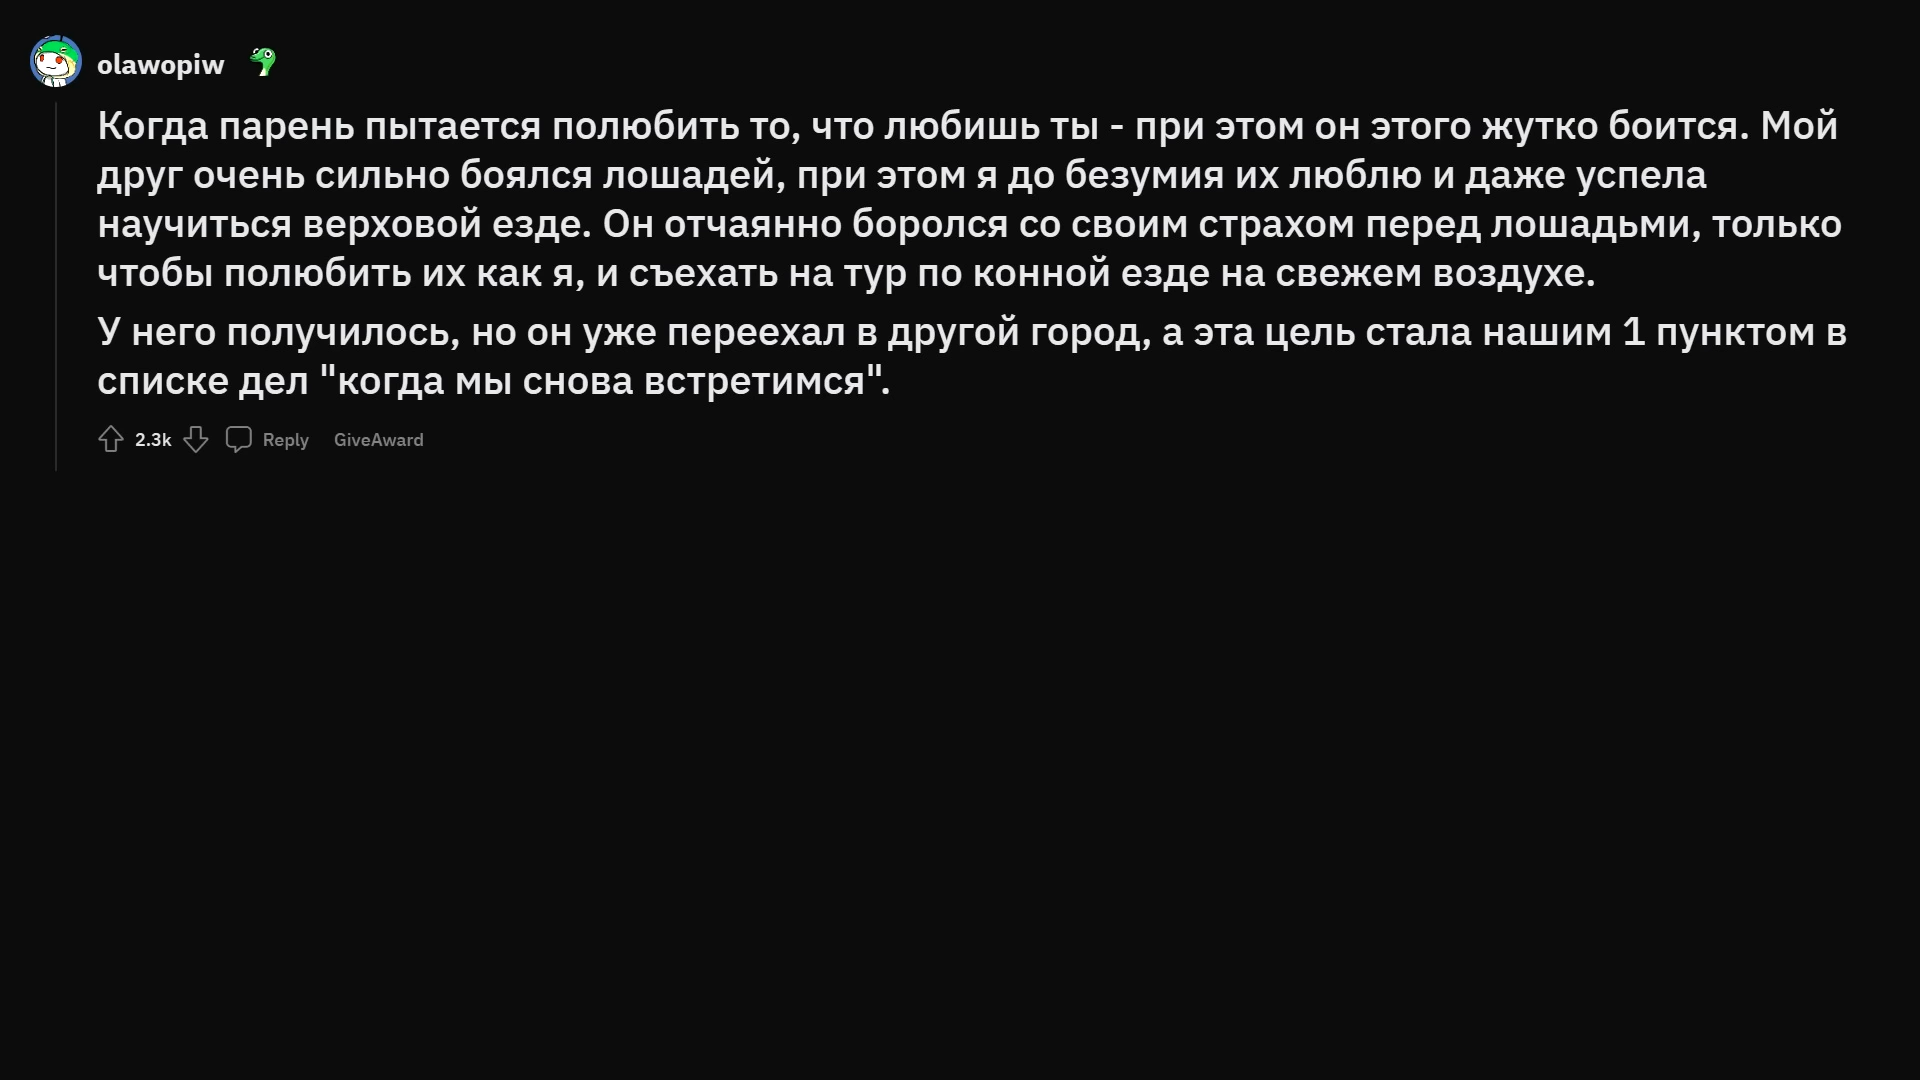 olawopiw
Когда парень пытается полюбить то, что любишь ты - при этом он этого жутко боится. Мой
друг очень сильно боялся лошадей, при этом я до безумия их люблю и даже успела
научиться верховой езде. Он отчаянно боролся со своим страхом перед лошадьми, только
чтобы полюбить их как я, и съехать на тур по конной езде на свежем воздухе.
У него получилось, но он уже переехал в другой город, а эта цель стала нашим 1 пунктом в
списке дел "когда мы снова встретимся".
2.3k Reply GiveAward